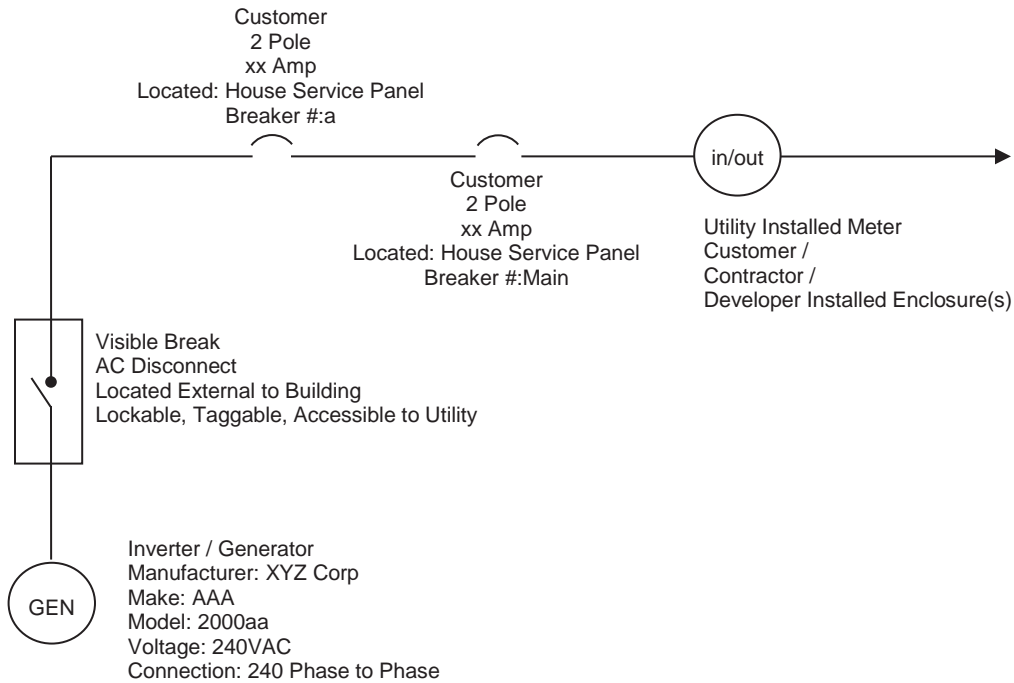 Customer
2 Pole
xx Amp
Located: House Service Panel
Breaker #:a
in/out
Customer
2 Pole
xx Amp
Located: House Service Panel
Breaker #:Main
Utility Installed Meter
Customer /
Contractor /
Developer Installed Enclosure(s)
Visible Break
AC Disconnect
Located External to Building
Lockable, Taggable, Accessible to Utility
GEN
Inverter / Generator
Manufacturer: XYZ Corp
Make: AAA
Model: 2000aa
Voltage: 240VAC
Connection: 240 Phase to Phase